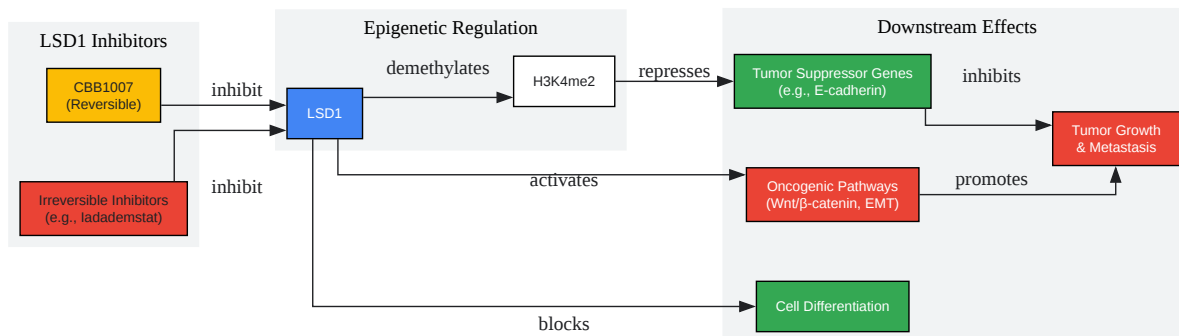 LSD1 Inhibitors
CBB1007
(Reversible)
Irreversible Inhibitors
(e.g., ladademstat)
inhibit
inhibit
Epigenetic Regulation
LSD1
demethylates
H3K4me2
represses
activates
blocks
Downstream Effects
Tumor Suppressor Genes
(e.g., E-cadherin)
inhibits
Tumor Growth
& Metastasis
Oncogenic Pathways
(Wnt/β-catenin, EMT)
promotes
Cell Differentiation